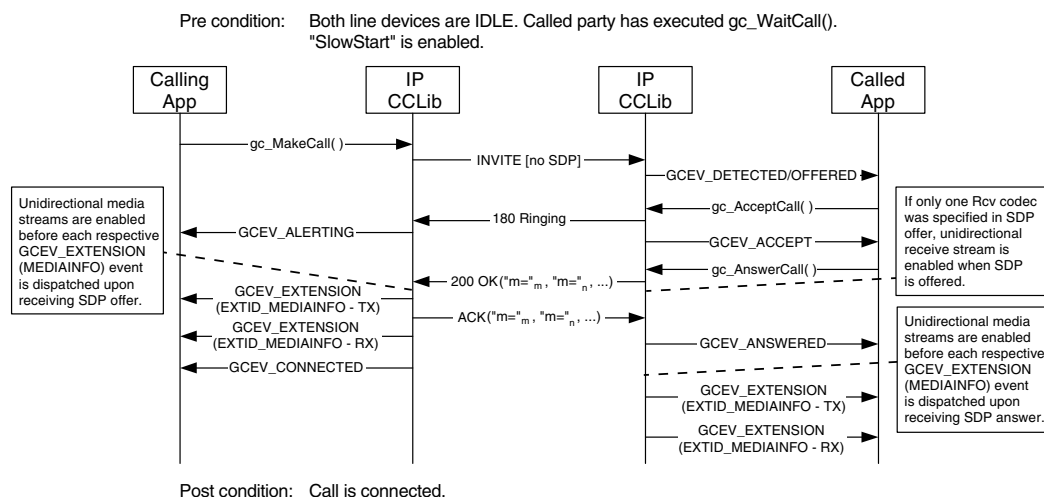 Pre condition: Both line devices are IDLE. Called party has executed gc_WaitCall().
"SlowStart" is enabled.
Calling
App
IP
CCLib
IP
CCLib
Called
App
gc_MakeCall( )
INVITE [no SDP]
GCEV_DETECTED/OFFERED
Unidirectional media
streams are enabled
before each respective
GCEV_EXTENSION
(MEDIAINFO) event
is dispatched upon
receiving SDP offer.
If only one Rcv codec
was specified in SDP
offer, unidirectional
receive stream is
enabled when SDP
is offered.
gc_AcceptCall( )
180 Ringing
GCEV_ALERTING
GCEV_ACCEPT
gc_AnswerCall( )
200 OK("m="m , "m="n , ...)
GCEV_EXTENSION
(EXTID_MEDIAINFO - TX)
ACK("m="m , "m="n , ...)
GCEV_EXTENSION
(EXTID_MEDIAINFO - RX)
GCEV_ANSWERED
GCEV_CONNECTED
Unidirectional media
streams are enabled
before each respective
GCEV_EXTENSION
(MEDIAINFO) event
is dispatched upon
receiving SDP answer.
GCEV_EXTENSION
(EXTID_MEDIAINFO - TX)
GCEV_EXTENSION
(EXTID_MEDIAINFO - RX)
Post condition: Call is connected.